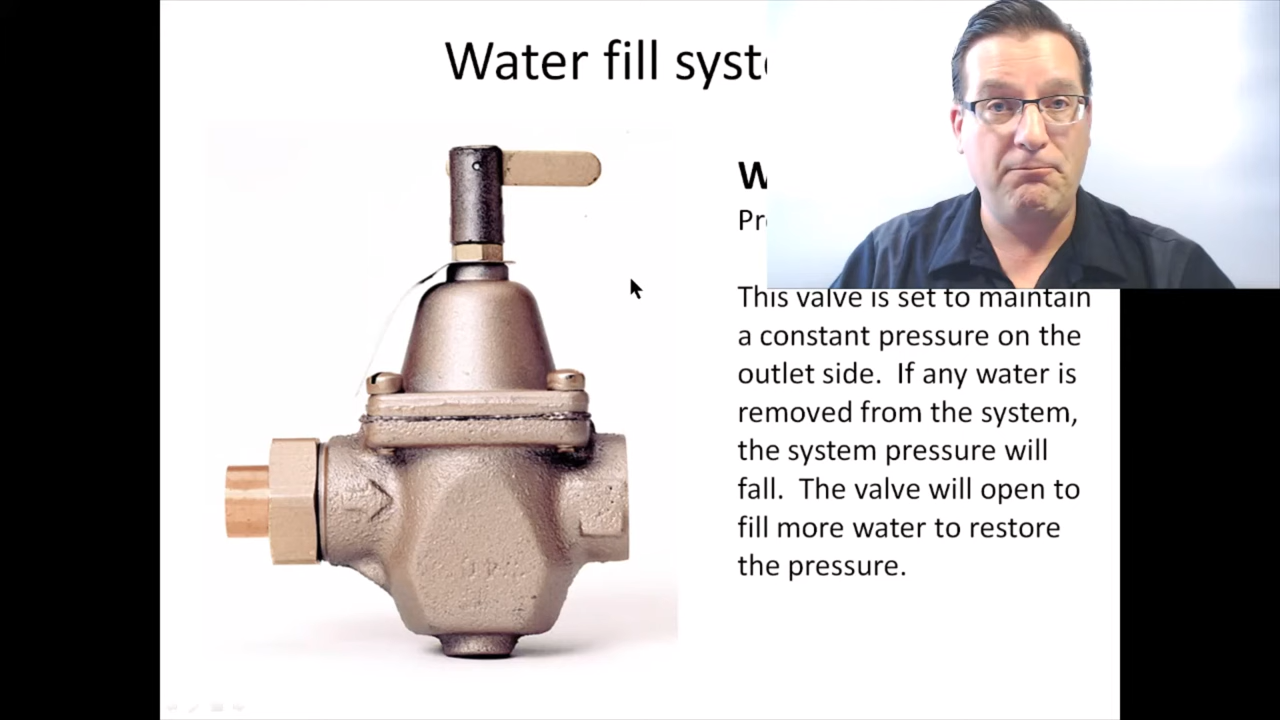 Water fill syste
W
Pre
This valve is set to maintain
a constant pressure on the
outlet side.  If any water is
removed from the system,
the system pressure will
fall.  The valve will open to
fill more water to restore
the pressure.